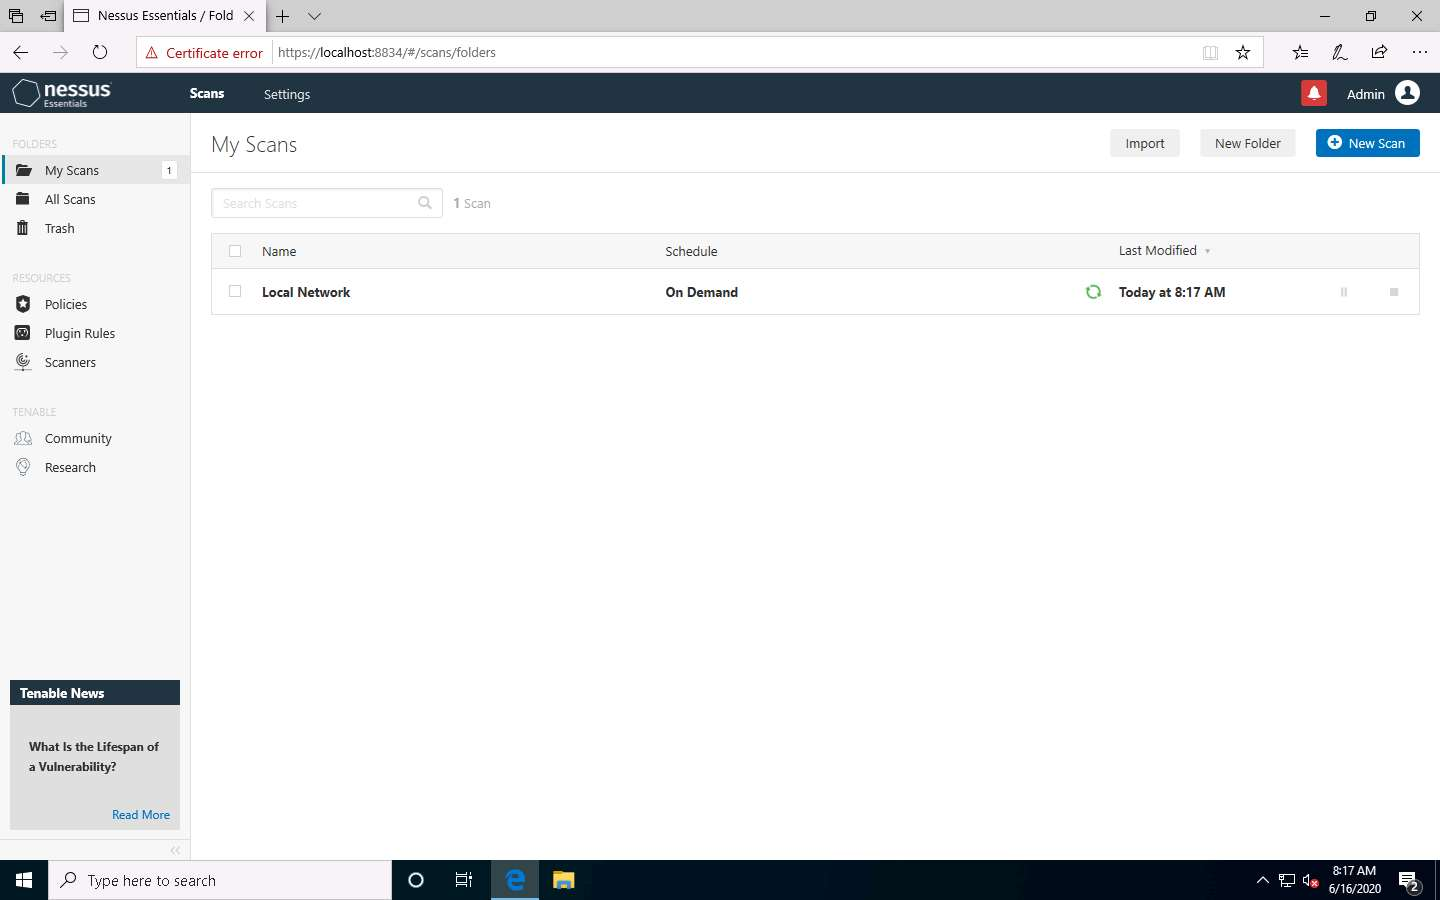 Nessus Essentials / Fold
Certificate error
https://localhost:8834/#/scans/folders
nessus
Essentials
Scans
Settings
Admin
FOLDERS
My Scans
1
All Scans
Trash
RESOURCES
Policies
Plugin Rules
Scanners
TENABLE
Community
Research
Tenable News
What Is the Lifespan of
a Vulnerability?
Read More
My Scans
Import
New Folder
New Scan
Search Scans
1 Scan
Name
Schedule
Last Modified
Local Network
On Demand
Today at 8:17 AM
Type here to search
8:17 AM
6/16/2020
2